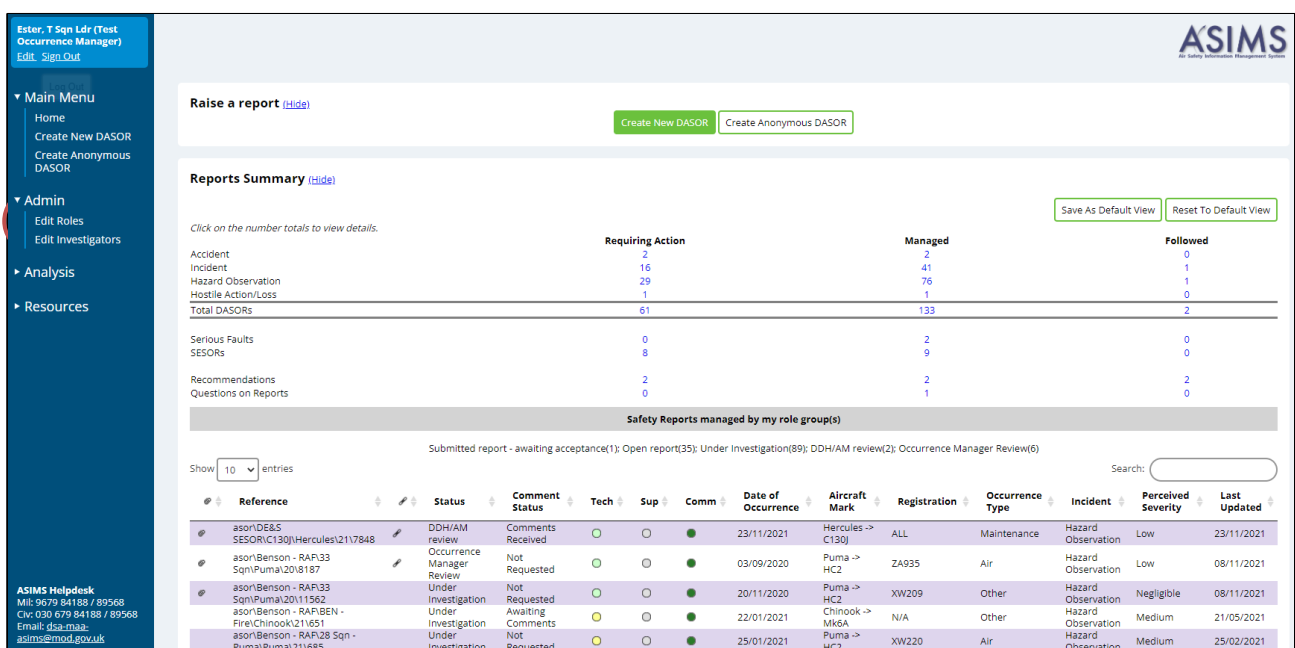 Ester, T Sqn Ldr (Test
Occurrence Manager)
Edit Sign Out
Log Out
Main Menu
Home
Create New DASOR
Create Anonymous
DASOR
Admin
Edit Roles
Edit Investigators
Analysis
Resources
ASIMS Helpdesk
Mil: 9679 84188 / 89568
Civ: 030 679 84188 / 89568
Email: dsa-maa-
asims@mod.gov.uk
ASIMS
Air Safety Information Management System
Raise a report (Hide)
Create New DASOR Create Anonymous DASOR
Reports Summary (Hide)
Save As Default View Reset To Default View
Click on the number totals to view details.
Requiring Action Managed Followed
Accident 2 2 0
Incident 16 41 1
Hazard Observation 29 76 1
Hostile Action/Loss 1 1 0
Total DASORs 61 133 2
Serious Faults 0 2 0
SESORs 8 9 0
Recommendations 2 2 2
Questions on Reports 0 1 0
Safety Reports managed by my role group(s)
Submitted report - awaiting acceptance(1); Open report(35); Under Investigation(89); DDH/AM review(2); Occurrence Manager Review(6)
Show 10 entries Search:
Reference Status Comment Status Tech Sup Comm Date of Occurrence Aircraft Mark Registration Occurrence Type Incident Perceived Severity Last Updated
asor\DE&S SESOR\C130J\Hercules\21\7848 DDH/AM review Comments Received 23/11/2021 Hercules -> C130J ALL Maintenance Hazard Observation Low 23/11/2021
asor\Benson - RAF\33 Sqn\Puma\20\8187 Occurrence Manager Review Not Requested 03/09/2020 Puma -> HC2 ZA935 Air Hazard Observation Low 08/11/2021
asor\Benson - RAF\33 Sqn\Puma\20\11562 Under Investigation Not Requested 20/11/2020 Puma -> HC2 XW209 Other Hazard Observation Negligible 08/11/2021
asor\Benson - RAF\BEN - Fire\Chinook\21\651 Under Investigation Awaiting Comments 22/01/2021 Chinook -> Mk6A N/A Other Hazard Observation Medium 21/05/2021
asor\Benson - RAF\28 Sqn - Puma\Puma\21\685 Under Investigation Not Requested 25/01/2021 Puma -> HC2 XW220 Air Hazard Observation Medium 25/02/2021